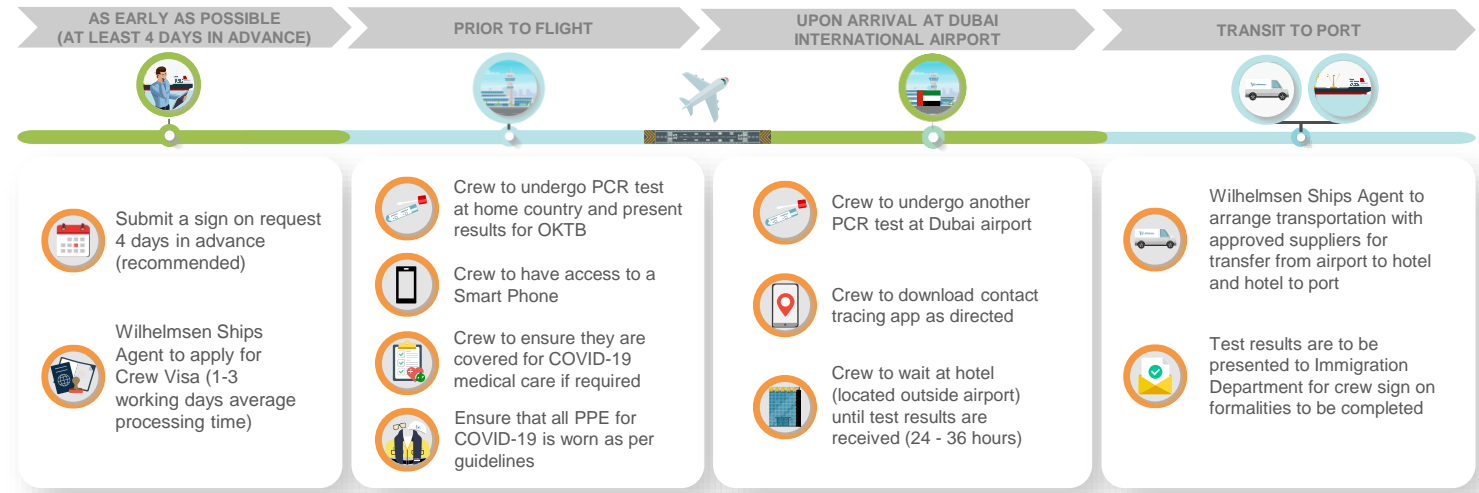 AS EARLY AS POSSIBLE
(AT LEAST 4 DAYS IN ADVANCE)
PRIOR TO FLIGHT
UPON ARRIVAL AT DUBAI
INTERNATIONAL AIRPORT
TRANSIT TO PORT
Submit a sign on request
4 days in advance
(recommended)
Wilhelmsen Ships
Agent to apply for
Crew Visa (1-3
working days average
processing time)
Crew to undergo PCR test
at home country and present
results for OKTB
Crew to have access to a
Smart Phone
Crew to ensure they are
covered for COVID-19
medical care if required
Ensure that all PPE for
COVID-19 is worn as per
guidelines
Crew to undergo another
PCR test at Dubai airport
Crew to download contact
tracing app as directed
Crew to wait at hotel
(located outside airport)
until test results are
received (24 - 36 hours)
Wilhelmsen Ships Agent to
arrange transportation with
approved suppliers for
transfer from airport to hotel
and hotel to port
Test results are to be
presented to Immigration
Department for crew sign on
formalities to be completed